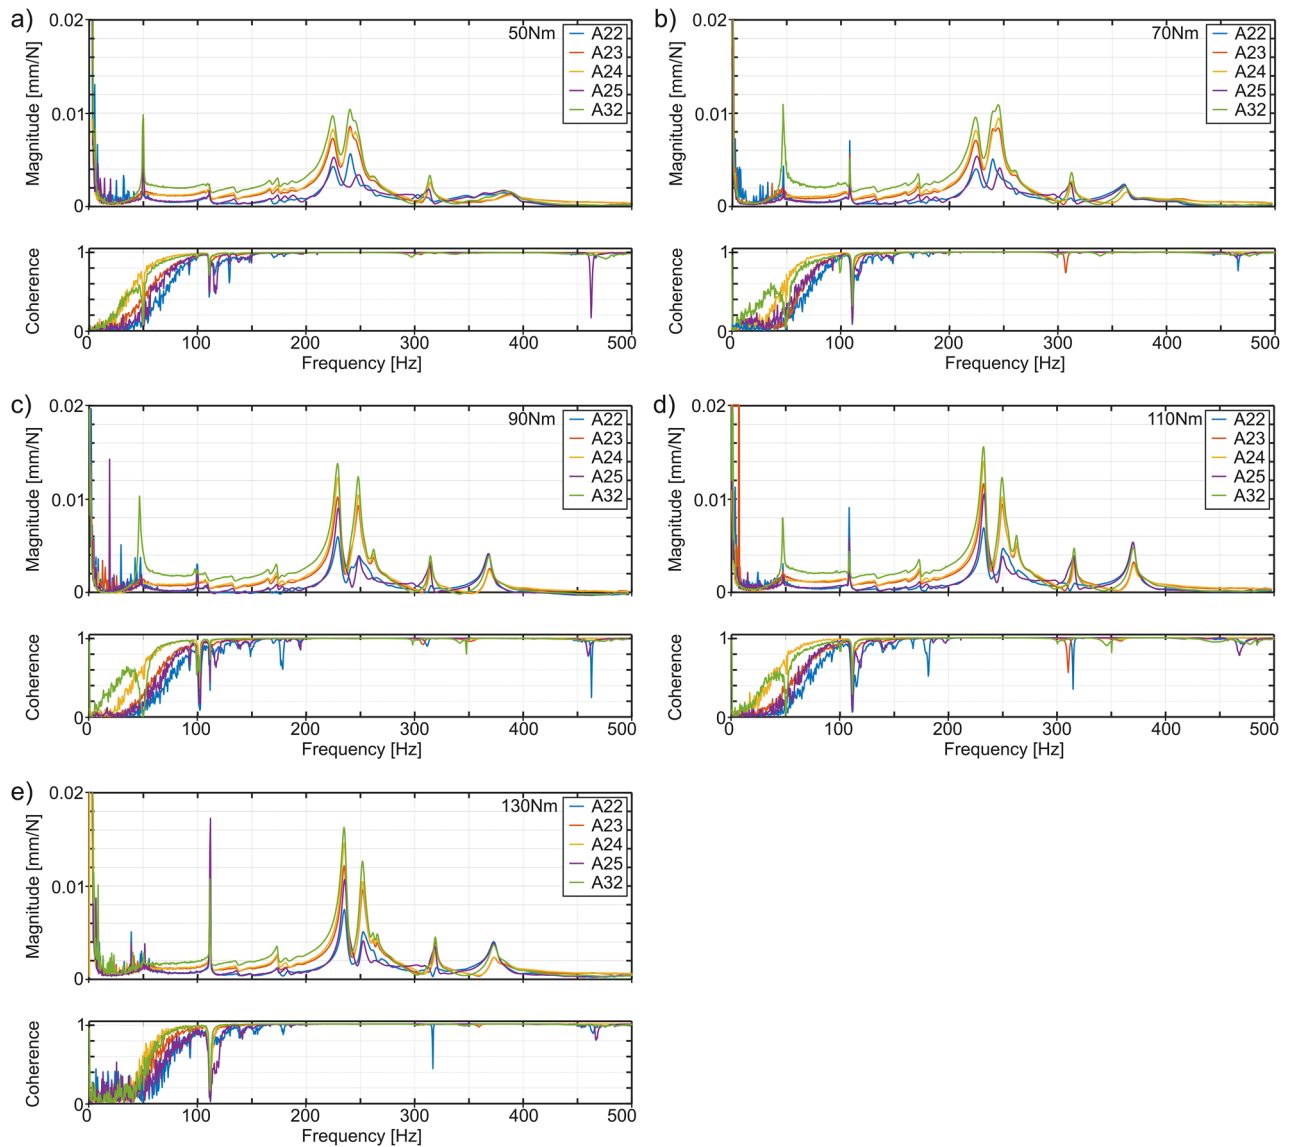 a)
0.02
0.01
0
Magnitude [mm/N]
50Nm
A22
A23
A24
A25
A32
1
0
Coherence
0 100 200 300 400 500
Frequency [Hz]
b)
0.02
0.01
0
Magnitude [mm/N]
70Nm
A22
A23
A24
A25
A32
1
0
Coherence
0 100 200 300 400 500
Frequency [Hz]
c)
0.02
0.01
0
Magnitude [mm/N]
90Nm
A22
A23
A24
A25
A32
1
0
Coherence
0 100 200 300 400 500
Frequency [Hz]
d)
0.02
0.01
0
Magnitude [mm/N]
110Nm
A22
A23
A24
A25
A32
1
0
Coherence
0 100 200 300 400 500
Frequency [Hz]
e)
0.02
0.01
0
Magnitude [mm/N]
130Nm
A22
A23
A24
A25
A32
1
0
Coherence
0 100 200 300 400 500
Frequency [Hz]